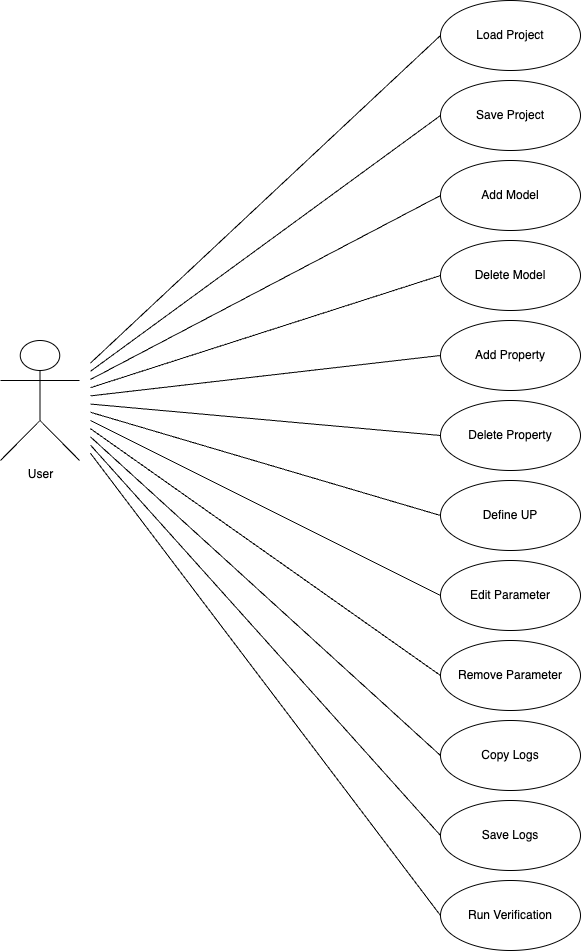 Load Project
Save Project
Add Model
Delete Model
Add Property
Delete Property
User
Define UP
Edit Parameter
Remove Parameter
Copy Logs
Save Logs
Run Verification